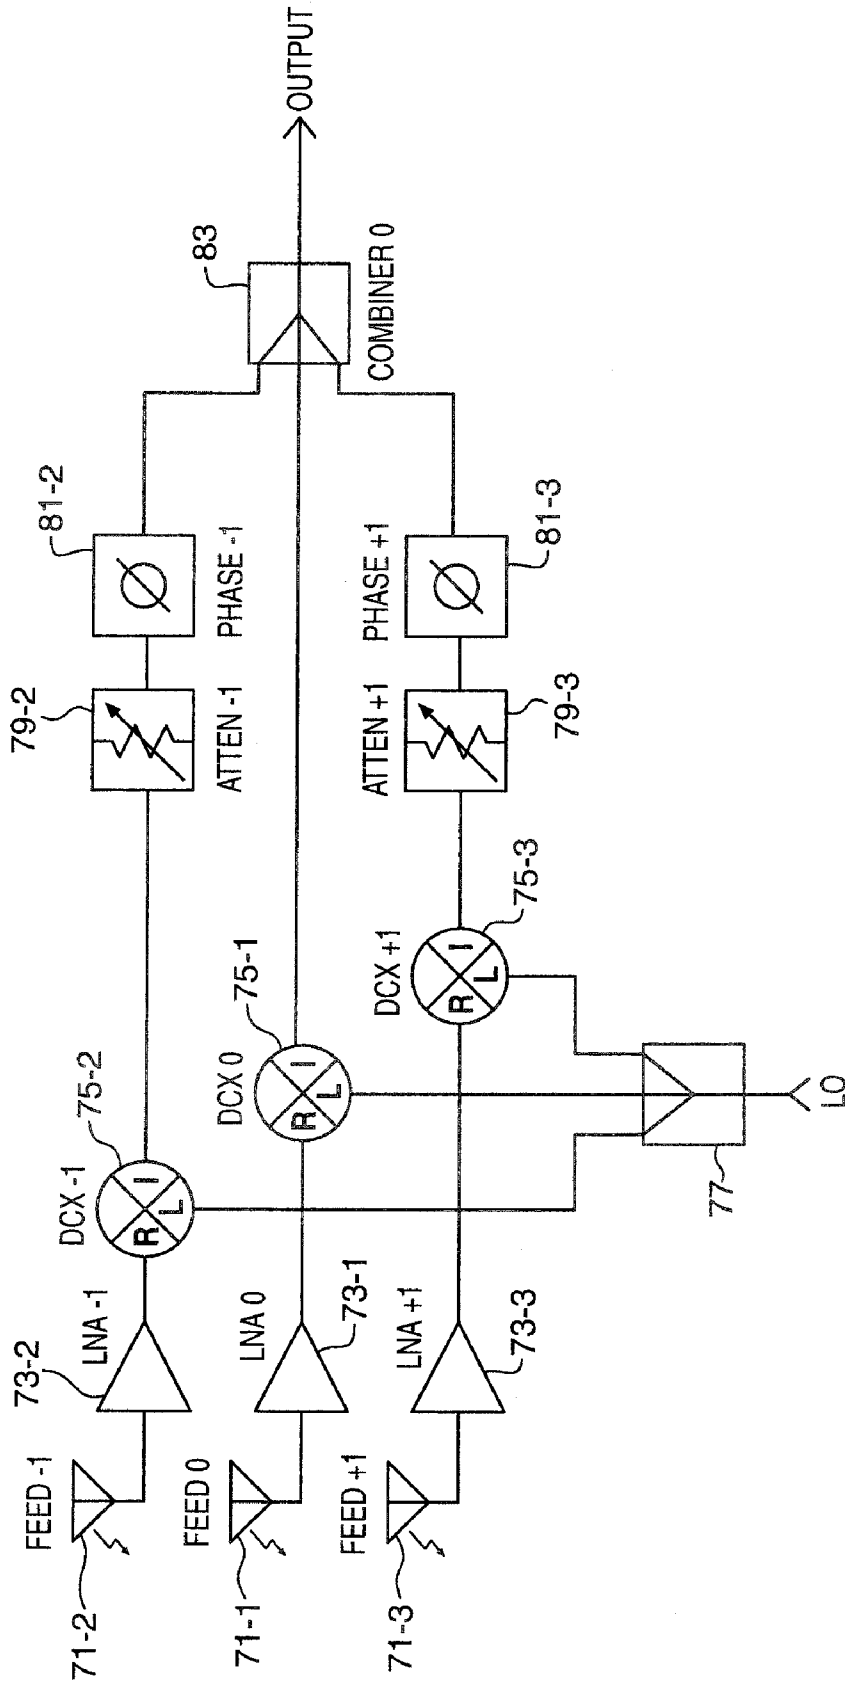 FEED -1
71-2
73-2
LNA -1
DCX -1
75-2
R
L
I
79-2
ATTEN -1
81-2
PHASE -1
FEED 0
71-1
LNA 0
73-1
DCX 0
75-1
R
L
I
83
COMBINER 0
OUTPUT
FEED +1
71-3
LNA +1
73-3
DCX +1
75-3
R
L
I
ATTEN +1
79-3
PHASE +1
81-3
77
LO